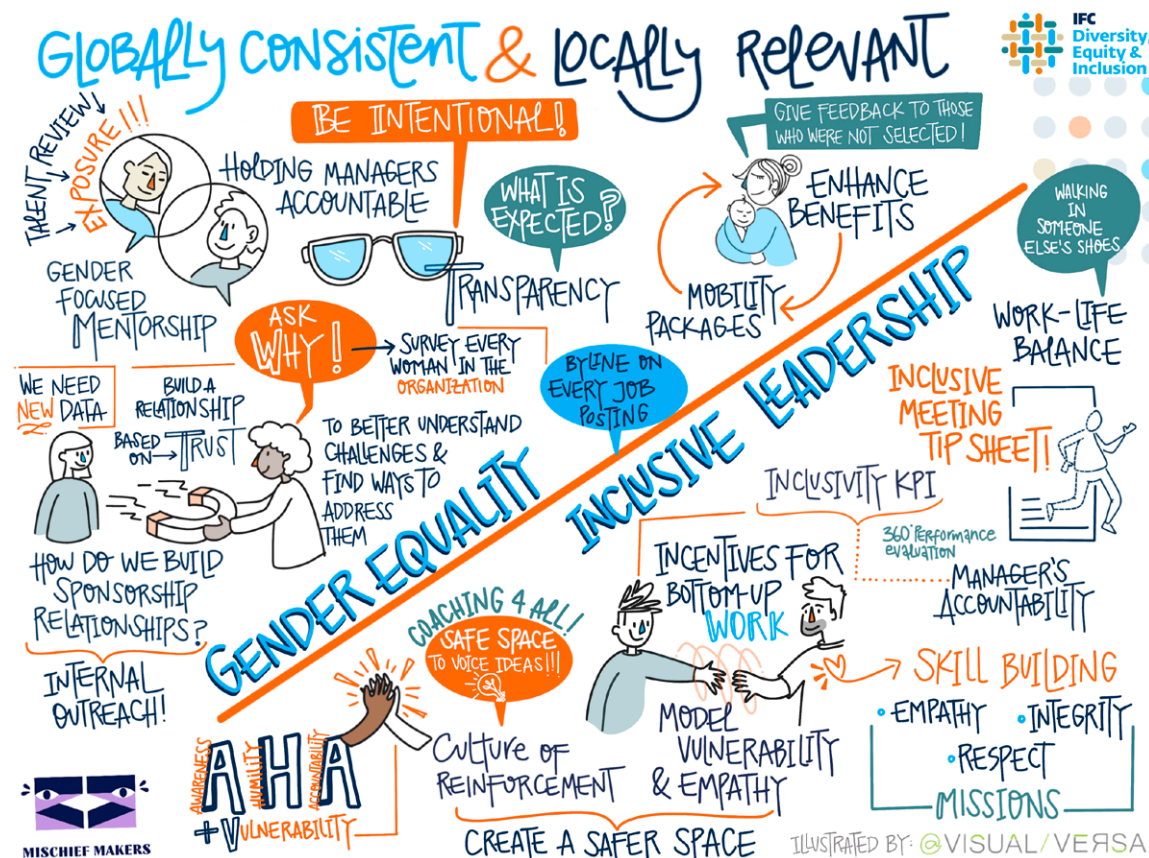 GLOBALLY CONSISTENT & LOCALLY RELEVANT
IFC
Diversity,
Equity &
Inclusion
TALENT REVIEW
EXPOSURE!!!
GENDER
FOCUSED
MENTORSHIP
HOLDING MANAGERS
ACCOUNTABLE
BE INTENTIONAL!
WHAT IS
EXPECTED?
TRANSPARENCY
GIVE FEEDBACK TO THOSE
WHO WERE NOT SELECTED!
ENHANCE
BENEFITS
MOBILITY
PACKAGES
WALKING
IN
SOMEONE
ELSE'S SHOES
WORK-LIFE
BALANCE
ASK
WHY!
SURVEY EVERY
WOMAN IN THE
ORGANIZATION
TO BETTER UNDERSTAND
CHALLENGES &
FIND WAYS TO
ADDRESS
THEM
BYLINE ON
EVERY JOB
POSTING
WE NEED
NEW DATA
BUILD A
RELATIONSHIP
BASED
ON
TRUST
HOW DO WE BUILD
SPONSORSHIP
RELATIONSHIPS?
INTERNAL
OUTREACH!
GENDER EQUALITY
INCLUSIVE LEADERSHIP
INCLUSIVE
MEETING
TIP SHEET!
INCLUSIVITY KPI
360° PERFORMANCE
EVALUATION
MANAGER'S
ACCOUNTABILITY
INCENTIVES FOR
BOTTOM-UP
WORK
COACHING 4 ALL!
SAFE SPACE
TO VOICE IDEAS!!!
CULTURE OF
REINFORCEMENT
MODEL
VULNERABILITY
& EMPATHY
CREATE A SAFER SPACE
SKILL BUILDING
EMPATHY
INTEGRITY
RESPECT
MISSIONS
AWARENESS
HUMILITY
ACCOUNTABILITY
AHA
+VULNERABILITY
MISCHIEF MAKERS
ILLUSTRATED BY: @VISUAL/VERSA